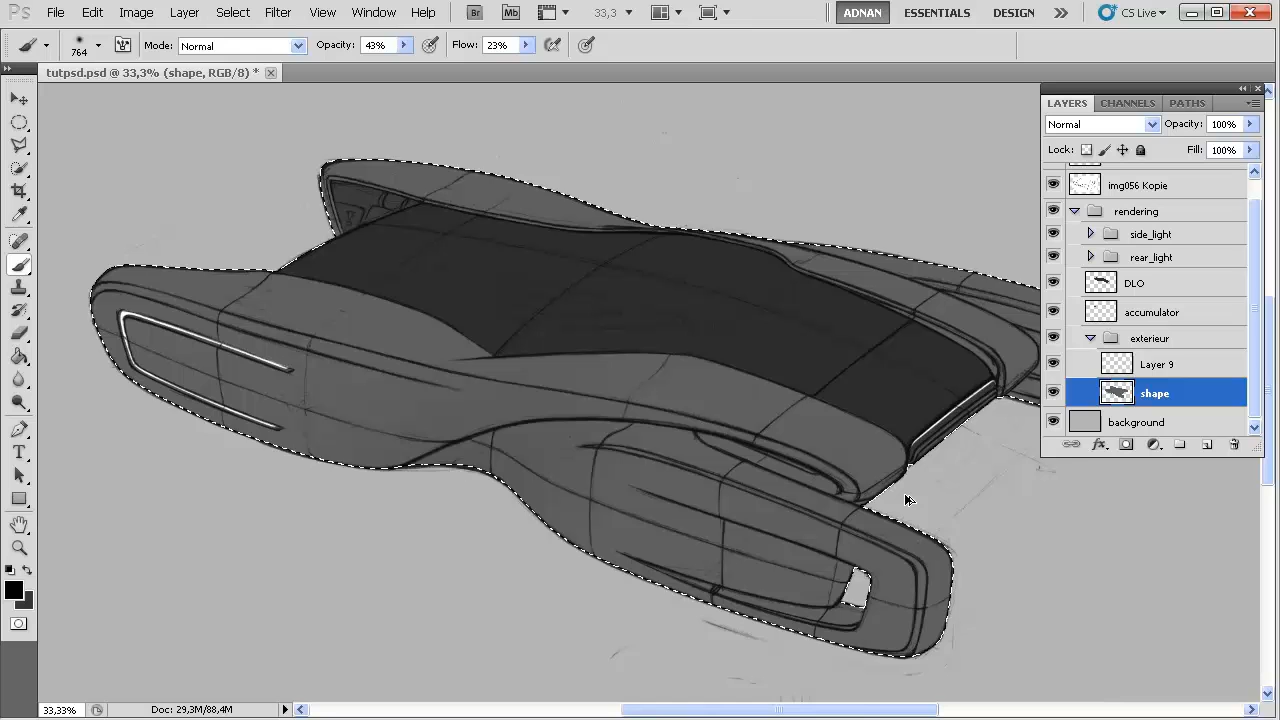 Ps File Edit Image Layer Select Filter View Window Help Br Mb 33,3 ADNAN ESSENTIALS DESIGN CS Live
764 Mode: Normal Opacity: 43% Flow: 23%
tutpsd.psd @ 33,3% (shape, RGB/8) *
LAYERS CHANNELS PATHS
Normal Opacity: 100%
Lock: Fill: 100%
img056 Kopie
rendering
side_light
rear_light
DLO
accumulator
exterieur
Layer 9
shape
background
fx
T
33,33% Doc: 29,3M/88,4M